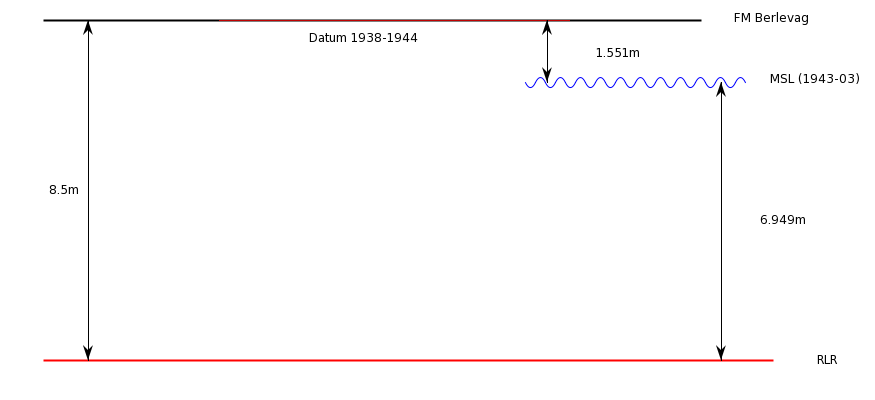 FM Berlevag
Datum 1938-1944
1.551m
MSL (1943-03)
8.5m
6.949m
RLR